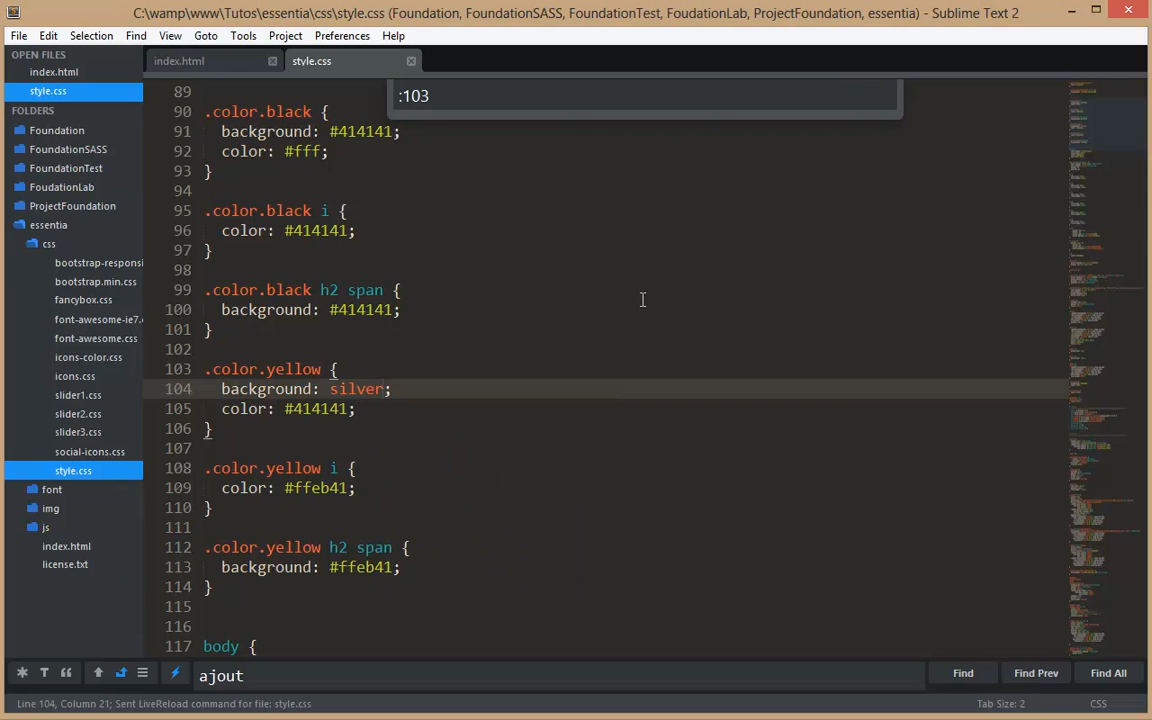 C:\wamp\www\Tutos\essentia\css\style.css (Foundation, FoundationSASS, FoundationTest, FoudationLab, ProjectFoundation, essentia) - Sublime Text 2
File Edit Selection Find View Goto Tools Project Preferences Help
OPEN FILES
index.html
style.css
FOLDERS
Foundation
FoundationSASS
FoundationTest
FoudationLab
ProjectFoundation
essentia
css
bootstrap-responsi
bootstrap.min.css
fancybox.css
font-awesome-ie7.
font-awesome.css
icons-color.css
icons.css
slider1.css
slider2.css
slider3.css
social-icons.css
style.css
font
img
js
index.html
license.txt
index.html style.css
:103
89
90 .color.black {
91 background: #414141;
92 color: #fff;
93 }
94
95 .color.black i {
96 color: #414141;
97 }
98
99 .color.black h2 span {
100 background: #414141;
101 }
102
103 .color.yellow {
104 background: silver;
105 color: #414141;
106 }
107
108 .color.yellow i {
109 color: #ffeb41;
110 }
111
112 .color.yellow h2 span {
113 background: #ffeb41;
114 }
115
116
117 body {
ajout
Find Find Prev Find All
Line 104, Column 21; Sent LiveReload command for file: style.css
Tab Size: 2 CSS